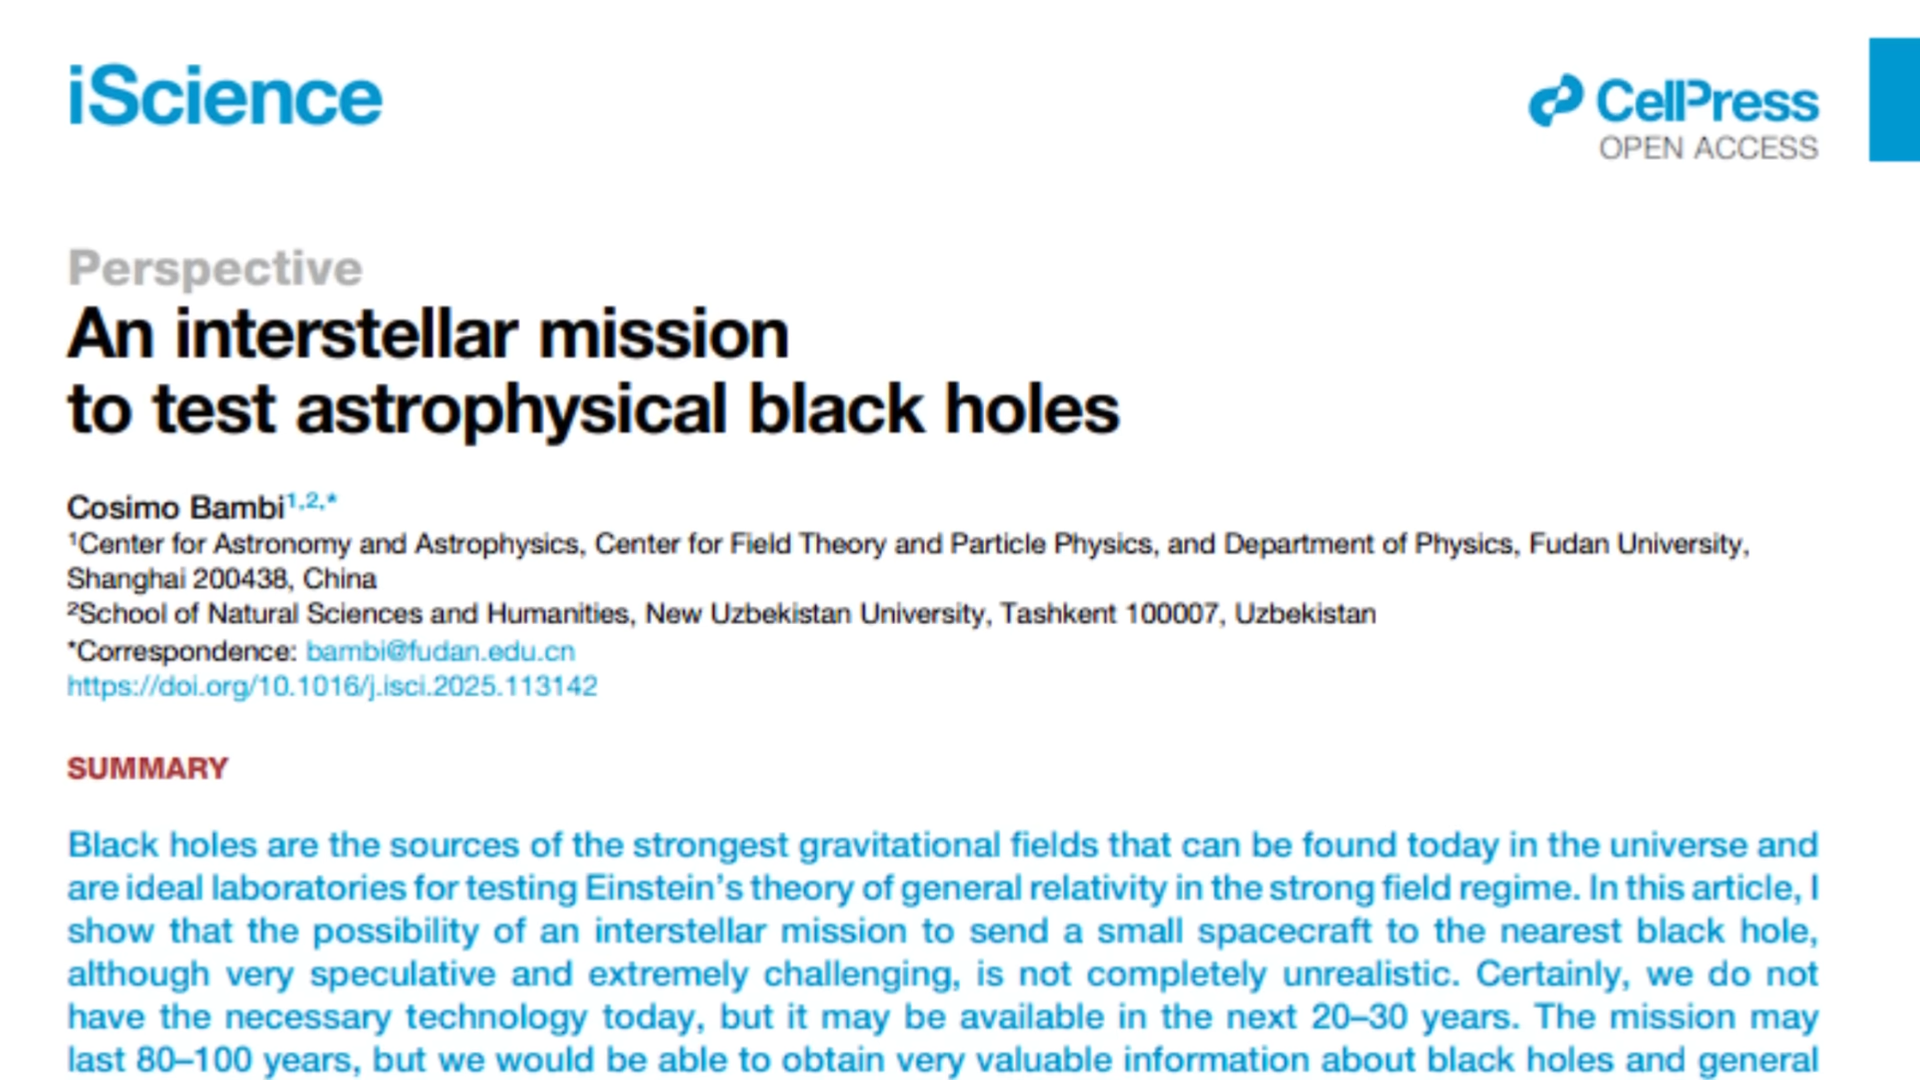 iScience
CellPress
OPEN ACCESS
Perspective
An interstellar mission
to test astrophysical black holes
Cosimo Bambi1,2,*
1Center for Astronomy and Astrophysics, Center for Field Theory and Particle Physics, and Department of Physics, Fudan University,
Shanghai 200438, China
2School of Natural Sciences and Humanities, New Uzbekistan University, Tashkent 100007, Uzbekistan
*Correspondence: bambi@fudan.edu.cn
https://doi.org/10.1016/j.isci.2025.113142
SUMMARY
Black holes are the sources of the strongest gravitational fields that can be found today in the universe and
are ideal laboratories for testing Einstein's theory of general relativity in the strong field regime. In this article, I
show that the possibility of an interstellar mission to send a small spacecraft to the nearest black hole,
although very speculative and extremely challenging, is not completely unrealistic. Certainly, we do not
have the necessary technology today, but it may be available in the next 20–30 years. The mission may
last 80–100 years, but we would be able to obtain very valuable information about black holes and general